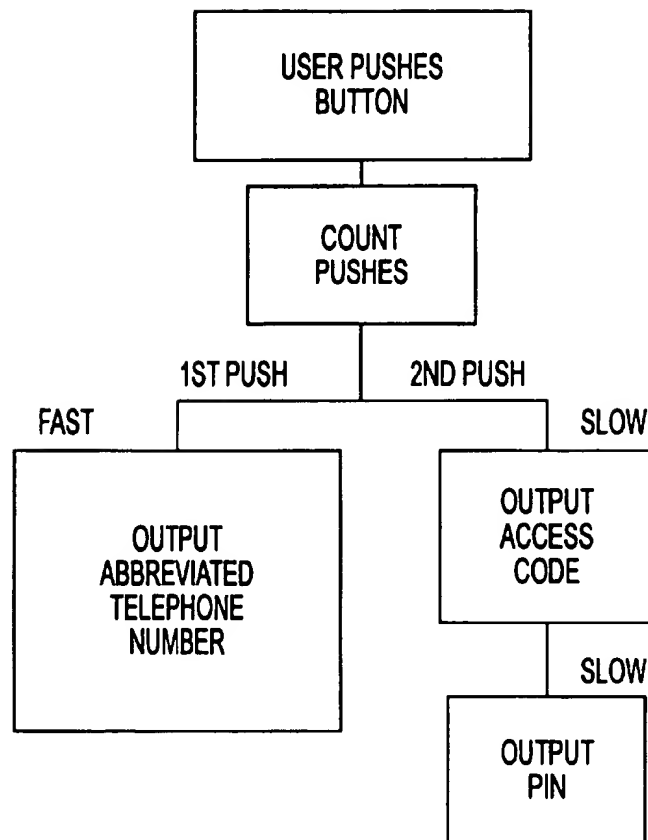 USER PUSHES
BUTTON
COUNT
PUSHES
1ST PUSH
2ND PUSH
FAST
SLOW
OUTPUT
ABBREVIATED
TELEPHONE
NUMBER
OUTPUT
ACCESS
CODE
SLOW
OUTPUT
PIN